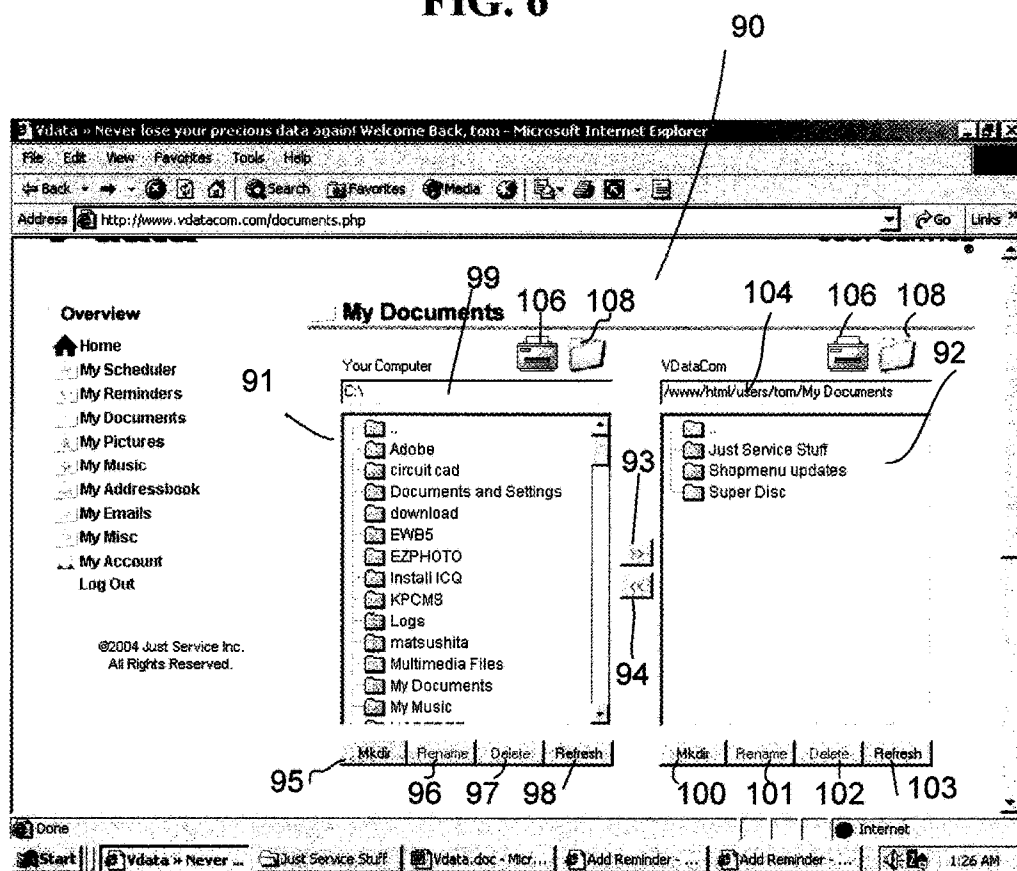 FIG. 6
90
Vdata » Never lose your precious data again! Welcome Back, tom - Microsoft Internet Explorer
File Edit View Favorites Tools Help
Back Search Favorites Media
Address http://www.vdatacom.com/documents.php Go Links »
99 106 108 104 106 108
Overview
My Documents
92
Home
My Scheduler
My Reminders
My Documents
My Pictures
My Music
My Addressbook
My Emails
My Misc
My Account
Log Out
©2004 Just Service Inc.
All Rights Reserved.
91
Your Computer
C:\
..
Adobe
circuit cad
Documents and Settings
download
EWB5
EZPHOTO
Install ICQ
KPCMS
Logs
matsushita
Multimedia Files
My Documents
My Music
Mkdir Rename Delete Refresh
95 96 97 98
93
>>
<<
94
VDataCom
/www/html/users/tom/My Documents
..
Just Service Stuff
Shopmenu updates
Super Disc
Mkdir Rename Delete Refresh
100 101 102 103
Done Internet
Start Vdata » Never ... Just Service Stuff Vdata.doc - Micr... Add Reminder - ... Add Reminder - ... 1:26 AM